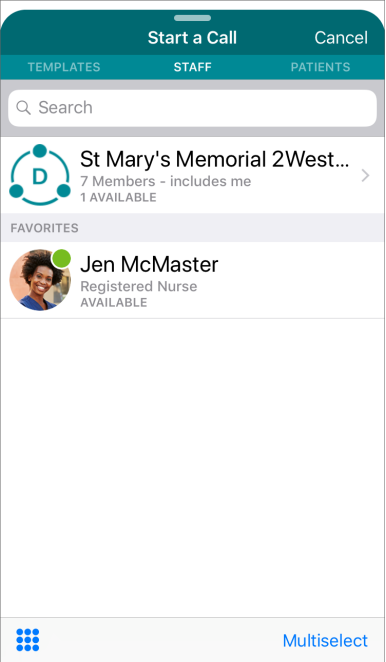 Start a Call
Cancel
TEMPLATES
STAFF
PATIENTS
Search
D
St Mary's Memorial 2West...
7 Members - includes me
1 AVAILABLE
FAVORITES
Jen McMaster
Registered Nurse
AVAILABLE
Multiselect